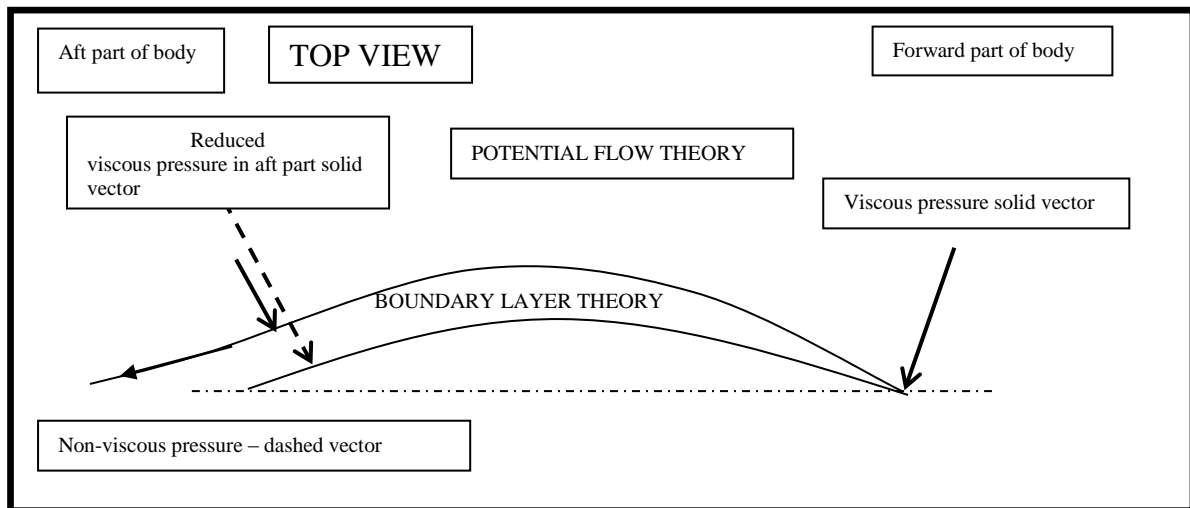 Aft part of body
TOP VIEW
Forward part of body
Reduced
viscous pressure in aft part solid
vector
POTENTIAL FLOW THEORY
Viscous pressure solid vector
BOUNDARY LAYER THEORY
Non-viscous pressure – dashed vector